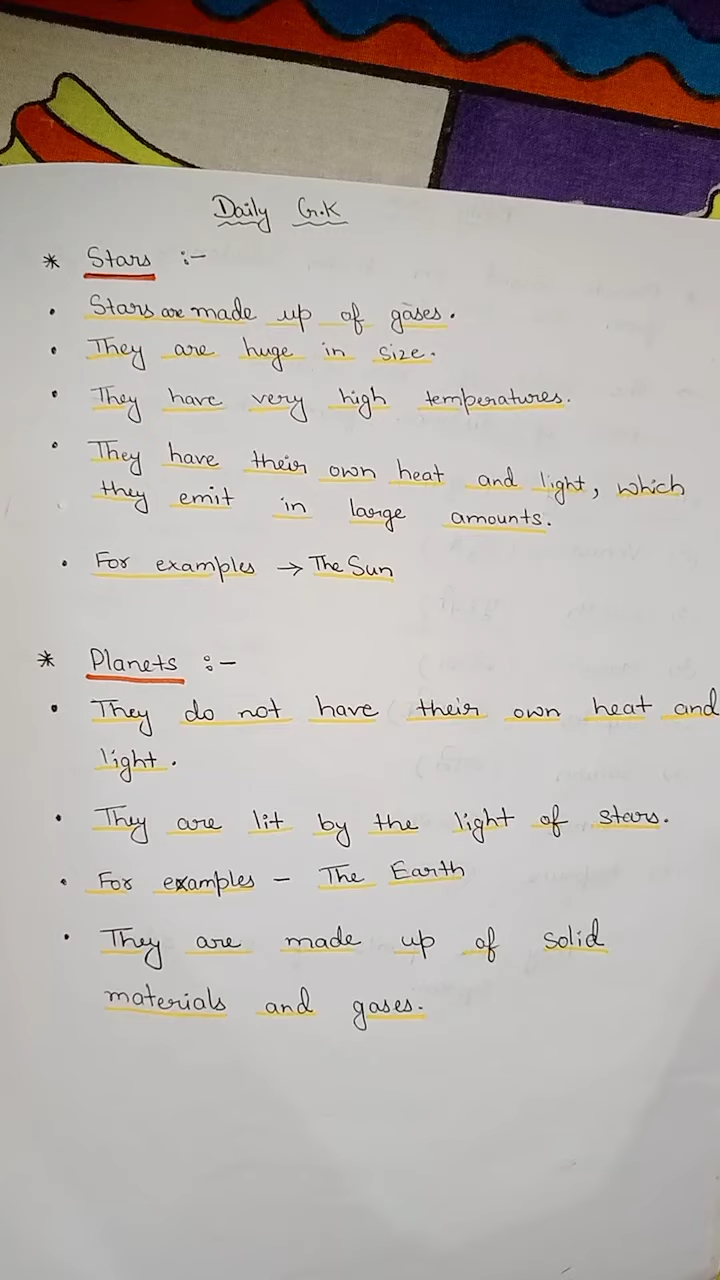 Daily G.K
* Stars :-
• Stars are made up of gases.
• They are huge in size.
• They have very high temperatures.
• They have their own heat and light, which
they emit in large amounts.
• For examples → The Sun
* Planets :-
• They do not have their own heat and
light.
• They are lit by the light of stars.
• For examples - The Earth
• They are made up of solid
materials and gases.